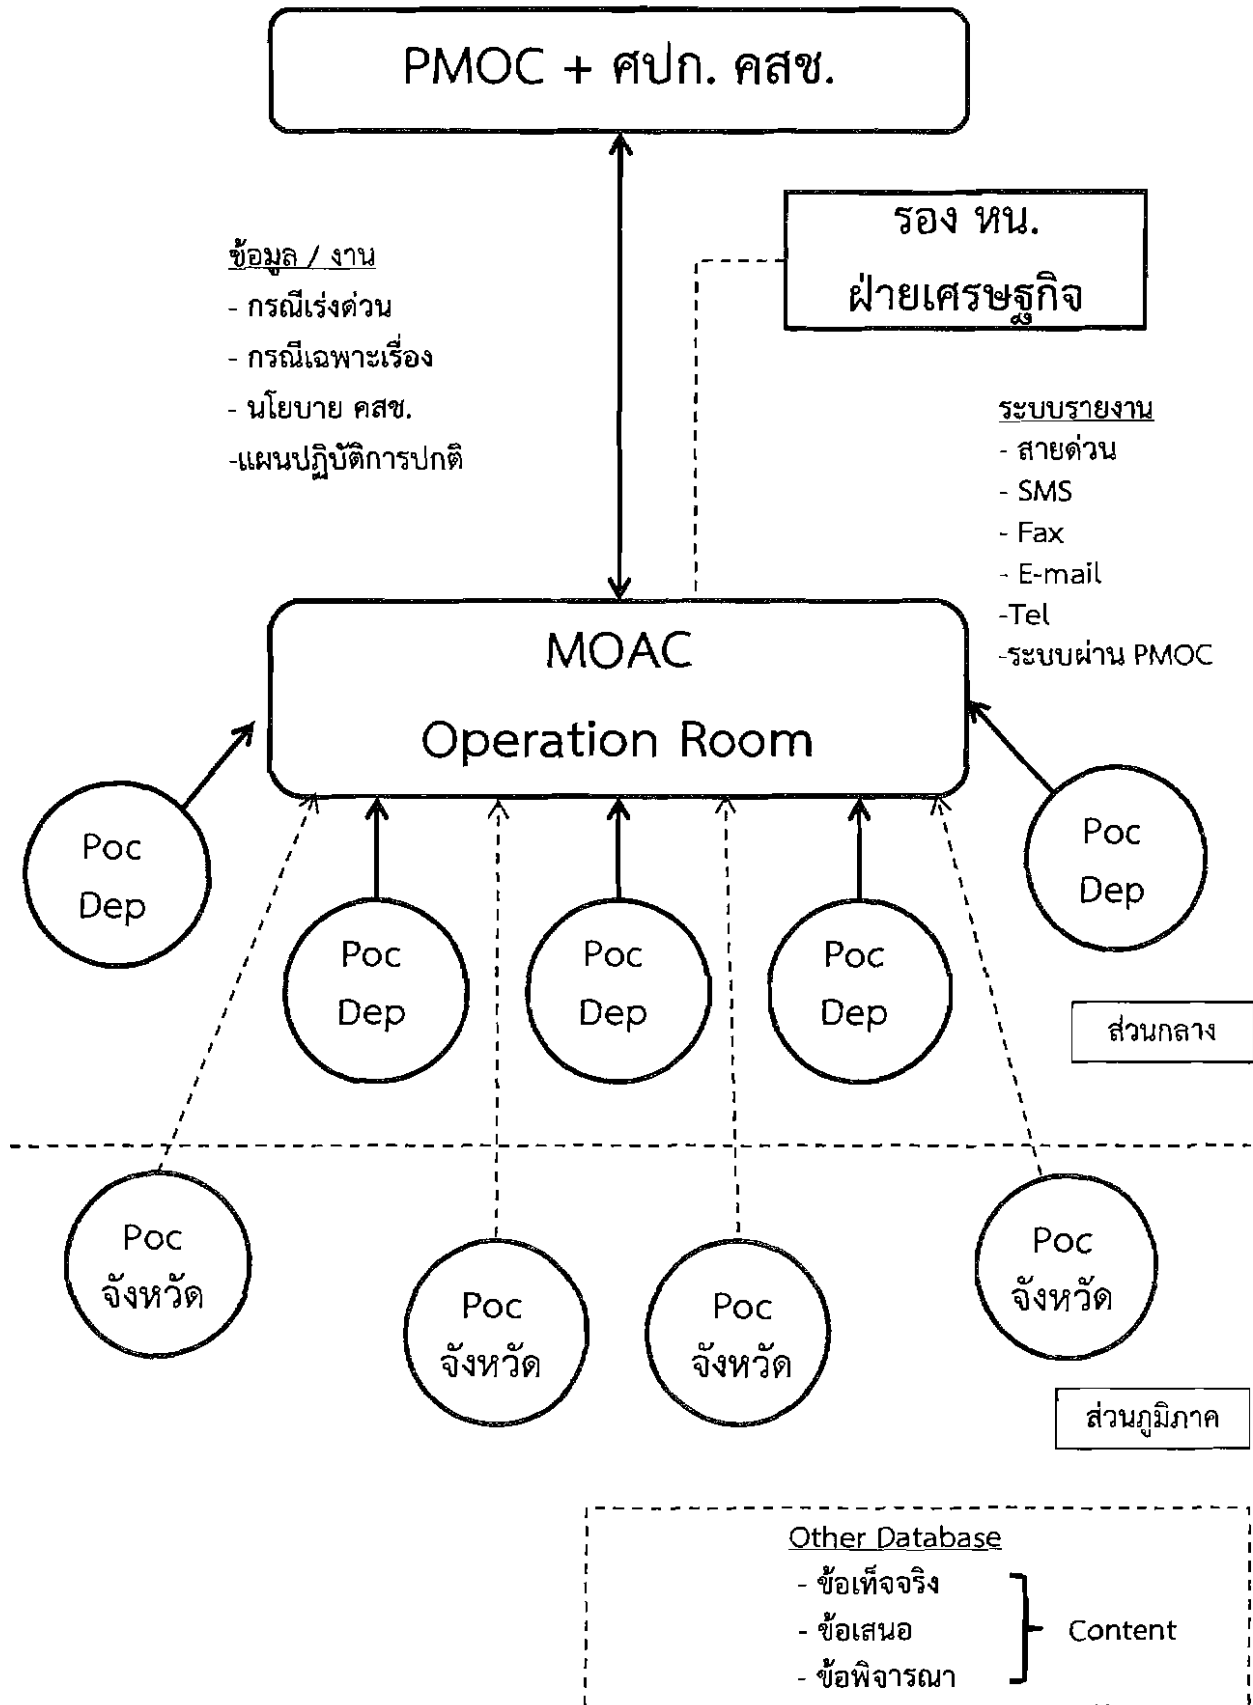 PMOC + ศปก. คสช.
รอง หน.
ฝ่ายเศรษฐกิจ
ข้อมูล / งาน
- กรณีเร่งด่วน
- กรณีเฉพาะเรื่อง
- นโยบาย คสช.
-แผนปฏิบัติการปกติ
ระบบรายงาน
- สายด่วน
- SMS
- Fax
- E-mail
-Tel
-ระบบผ่าน PMOC
MOAC
Operation Room
Poc
Dep
Poc
Dep
Poc
Dep
Poc
Dep
Poc
Dep
ส่วนกลาง
Poc
จังหวัด
Poc
จังหวัด
Poc
จังหวัด
Poc
จังหวัด
ส่วนภูมิภาค
Other Database
- ข้อเท็จจริง
- ข้อเสนอ
- ข้อพิจารณา
Content